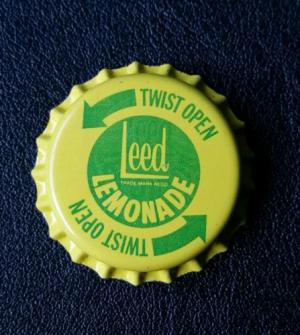 TWIST OPEN
Leed
TRADE MARK REGD.
LEMONADE
TWIST OPEN